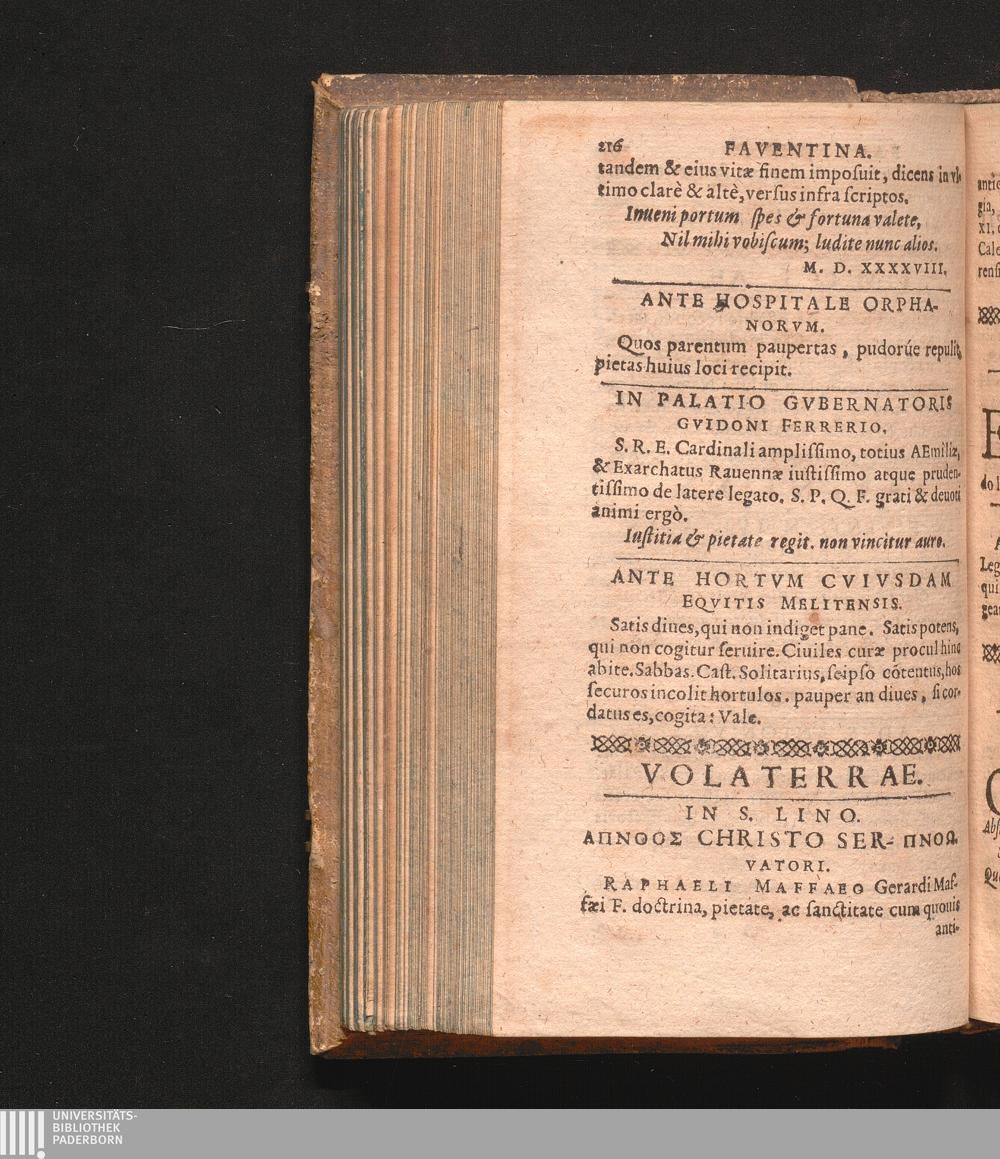 216 FAVENTINA.
tandem & eius vitæ finem imposuit, dicens in vl-
timo clarè & altè, versus infra scriptos.
Inueni portum spes & fortuna valete,
Nil mihi vobiscum; ludite nunc alios.
M. D. XXXXVIII.
ANTE HOSPITALE ORPHA-
NORVM.
Quos parentum paupertas, pudorúe repulit,
pietas huius loci recipit.
IN PALATIO GVBERNATORIS
GVIDONI FERRERIO.
S. R. E. Cardinali amplissimo, totius AEmiliæ,
& Exarchatus Rauennæ iustissimo atque pruden-
tissimo de latere legato. S. P. Q. F. grati & deuoti
animi ergò.
Iustitia & pietate regit. non vincitur auro.
ANTE HORTVM CVIVSDAM
EQVITIS MELITENSIS.
Satis diues, qui non indiget pane. Satis potens,
qui non cogitur seruire. Ciuiles curæ procul hinc
abite. Sabbas. Cast. Solitarius, seipso cōtentus, hos
securos incolit hortulos. pauper an diues, si cor-
datus es, cogita: Vale.
VOLATERRAE.
IN S. LINO.
ΑΠΝΘΟΣ CHRISTO SER- ΠΝΟΩ.
VATORI.
RAPHAELI MAFFAEO Gerardi Maf-
fæi F. doctrina, pietate, ac sanctitate cum quouis
anti-
UNIVERSITÄTS-
BIBLIOTHEK
PADERBORN